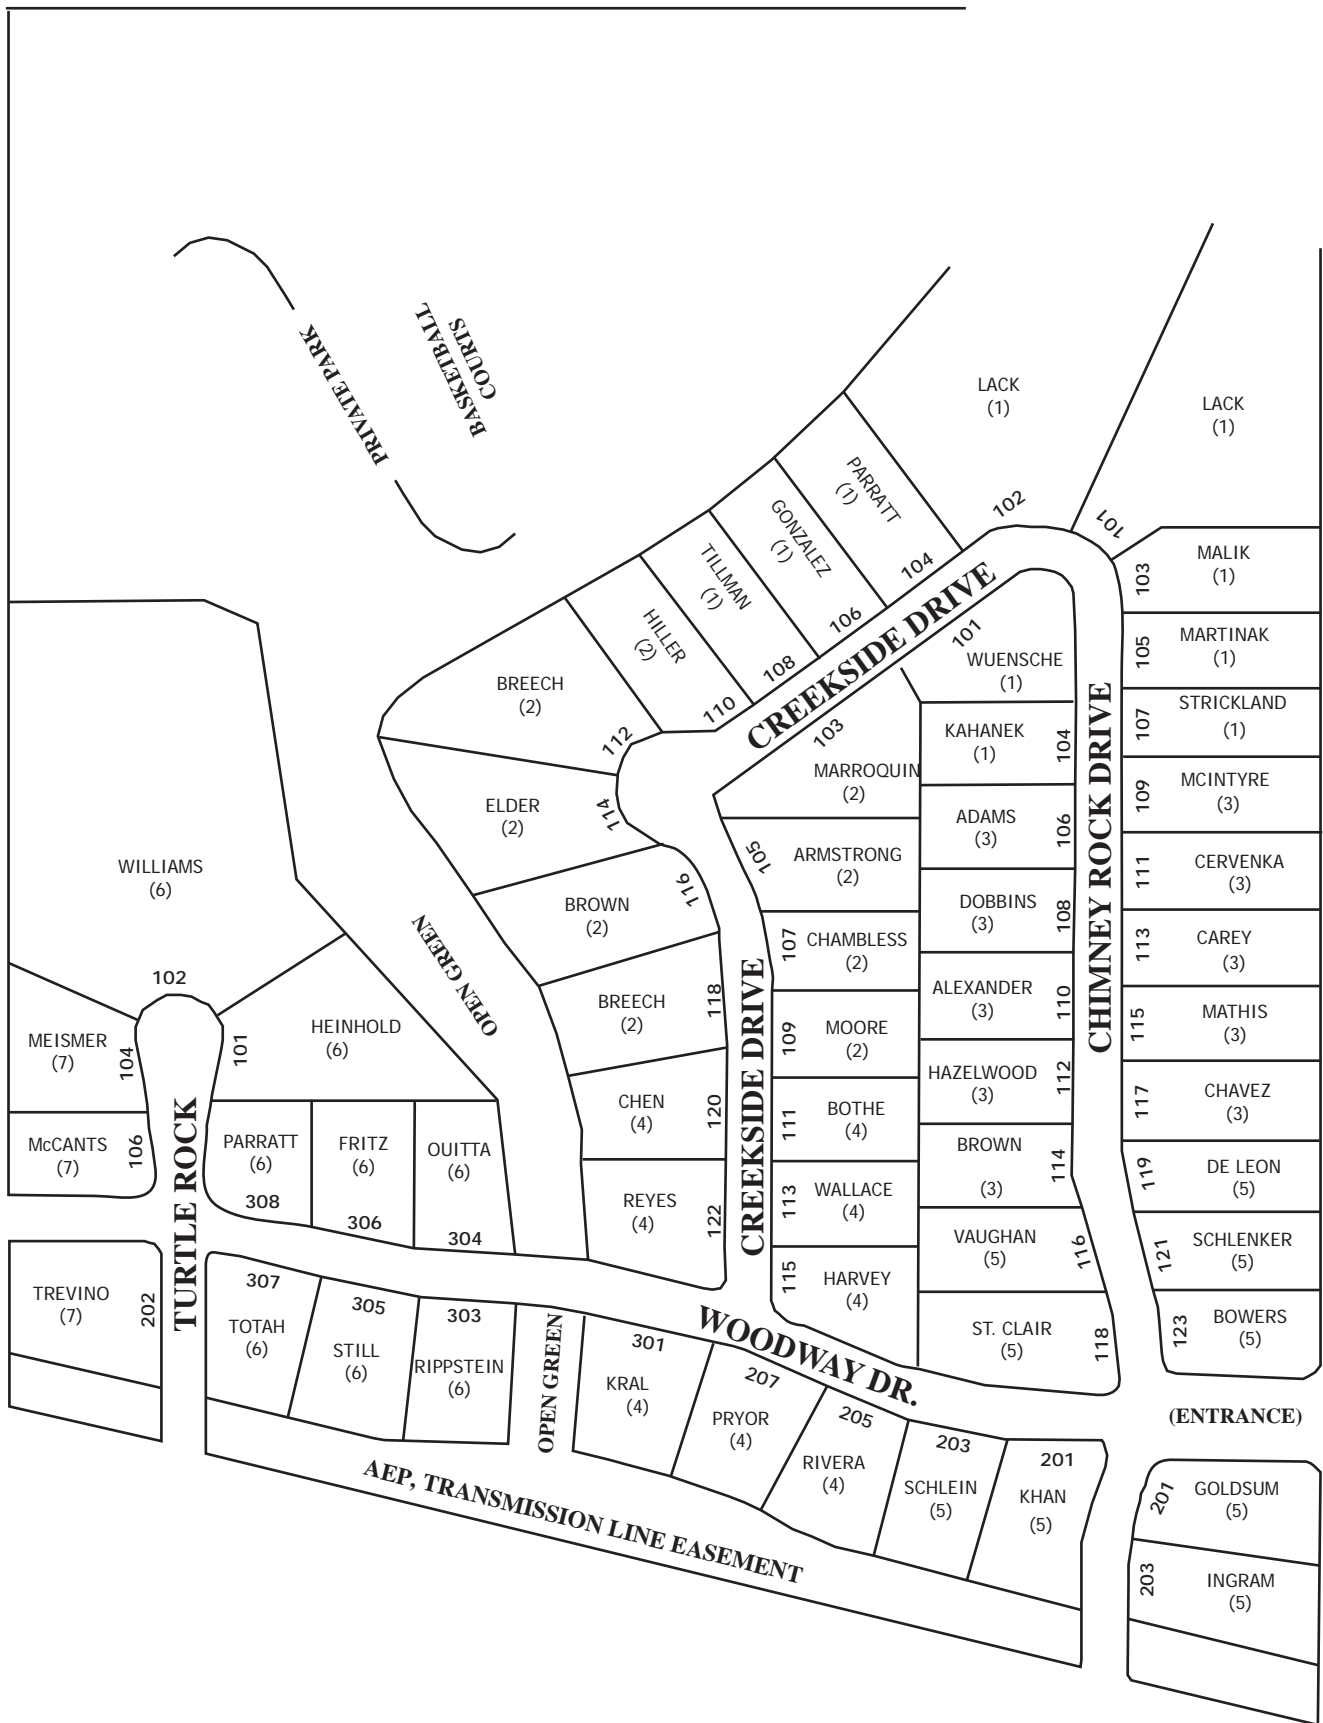 PRIVATE PARK
BASKETBALL
COURTS
LACK
(1)
102
LACK
(1)
101
PARRATT
(1)
104
GONZALEZ
(1)
106
TILLMAN
(1)
108
HILLER
(2)
110
BREECH
(2)
112
CREEKSIDE DRIVE
101
WUENSCHE
(1)
103
MARROQUIN
(2)
ELDER
(2)
114
BROWN
(2)
116
BREECH
(2)
118
CHEN
(4)
120
REYES
(4)
122
OPEN GREEN
CREEKSIDE DRIVE
105
ARMSTRONG
(2)
107
CHAMBLESS
(2)
109
MOORE
(2)
111
BOTHE
(4)
113
WALLACE
(4)
115
HARVEY
(4)
KAHANEK
(1)
104
ADAMS
(3)
106
DOBBINS
(3)
108
ALEXANDER
(3)
110
HAZELWOOD
(3)
112
BROWN
(3)
114
VAUGHAN
(5)
116
ST. CLAIR
(5)
118
CHIMNEY ROCK DRIVE
103
MALIK
(1)
105
MARTINAK
(1)
107
STRICKLAND
(1)
109
MCINTYRE
(3)
111
CERVENKA
(3)
113
CAREY
(3)
115
MATHIS
(3)
117
CHAVEZ
(3)
119
DE LEON
(5)
121
SCHLENKER
(5)
123
BOWERS
(5)
WILLIAMS
(6)
102
MEISMER
(7)
104
101
HEINHOLD
(6)
McCANTS
(7)
106
TURTLE ROCK
PARRATT
(6)
308
FRITZ
(6)
306
OUITTA
(6)
304
TREVINO
(7)
202
307
TOTAH
(6)
305
STILL
(6)
303
RIPPSTEIN
(6)
OPEN GREEN
WOODWAY DR.
301
KRAL
(4)
207
PRYOR
(4)
205
RIVERA
(4)
203
SCHLEIN
(5)
201
KHAN
(5)
(ENTRANCE)
201
GOLDSUM
(5)
203
INGRAM
(5)
AEP, TRANSMISSION LINE EASEMENT